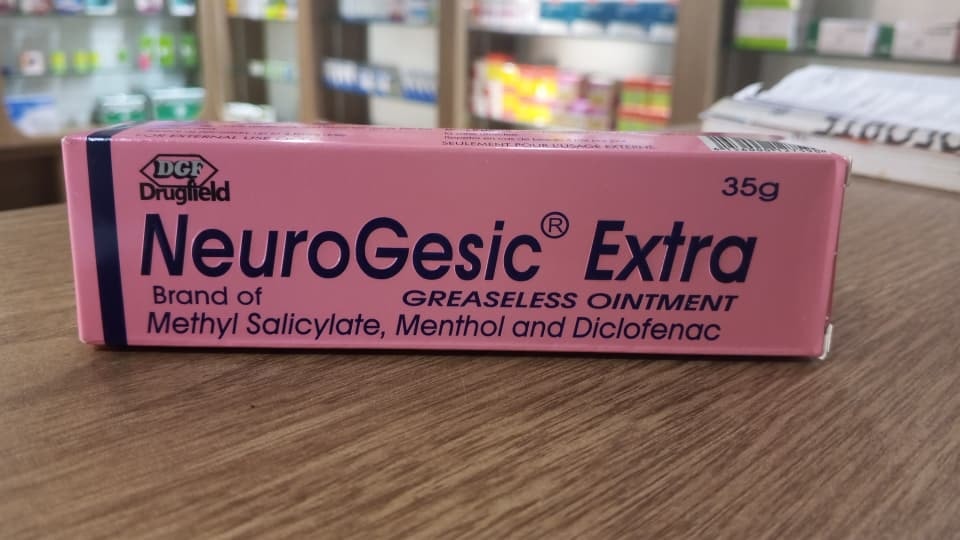 SEULEMENT POUR L'USAGE EXTERNE
DGF
Drugfield
35g
NeuroGesic® Extra
Brand of
GREASELESS OINTMENT
Methyl Salicylate, Menthol and Diclofenac